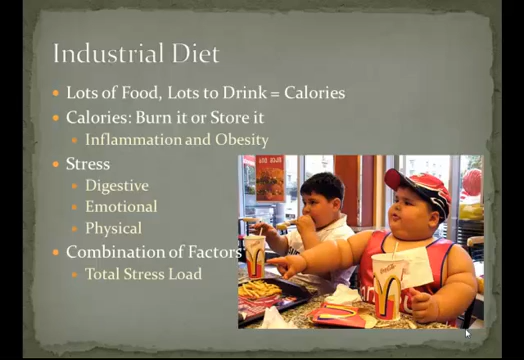 Industrial Diet
Lots of Food, Lots to Drink = Calories
Calories: Burn it or Store it
Inflammation and Obesity
Stress
Digestive
Emotional
Physical
Combination of Factors
Total Stress Load